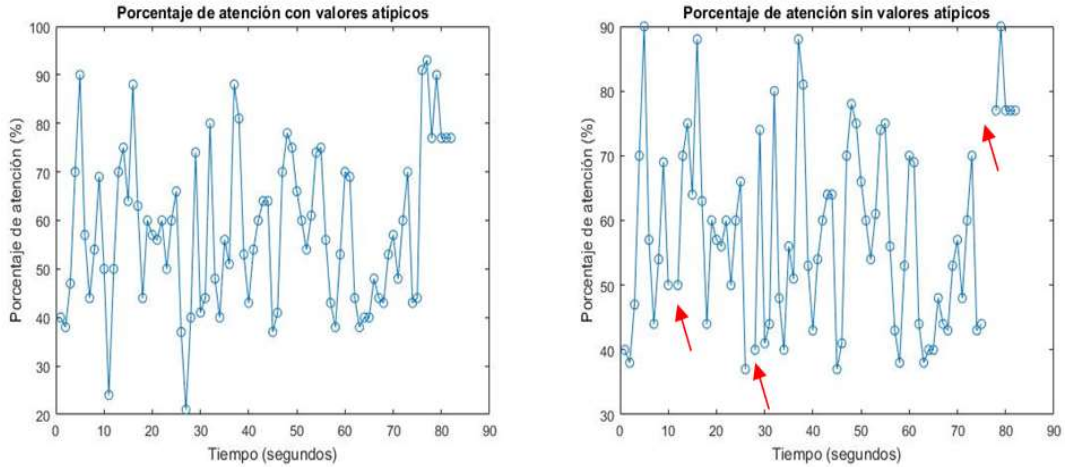 Porcentaje de atención con valores atípicos
Porcentaje de atención (%)
100
90
80
70
60
50
40
30
20
0 10 20 30 40 50 60 70 80 90
Tiempo (segundos)
Porcentaje de atención sin valores atípicos
Porcentaje de atención (%)
90
80
70
60
50
40
30
0 10 20 30 40 50 60 70 80 90
Tiempo (segundos)